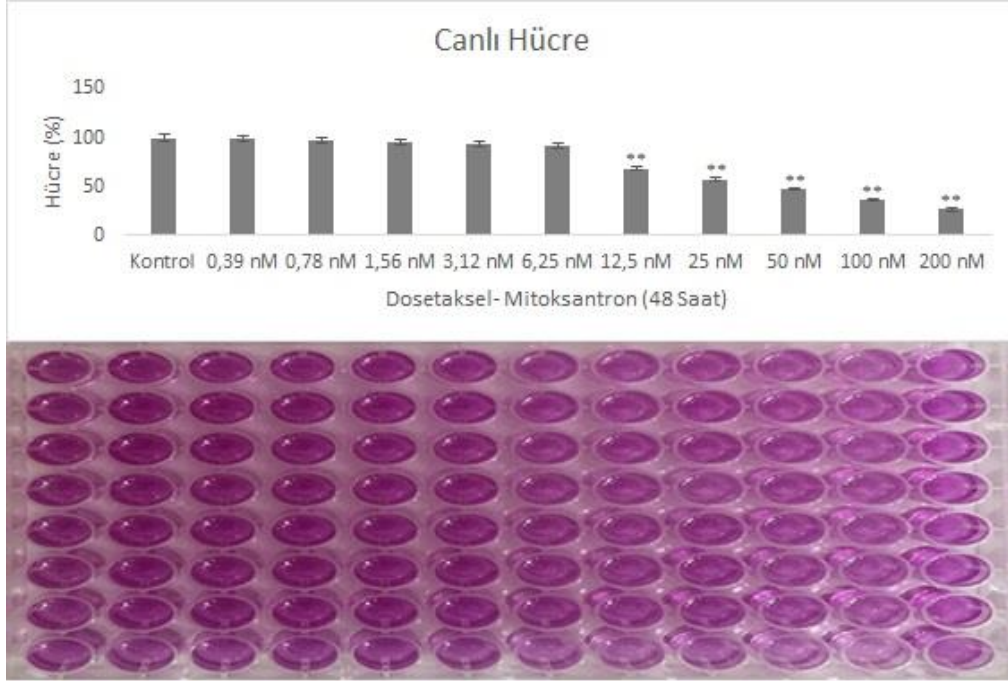 Canlı Hücre
150
100
50
0
Hücre (%)
** ** ** ** **
Kontrol 0,39 nM 0,78 nM 1,56 nM 3,12 nM 6,25 nM 12,5 nM 25 nM 50 nM 100 nM 200 nM
Dosetaksel- Mitoksantron (48 Saat)